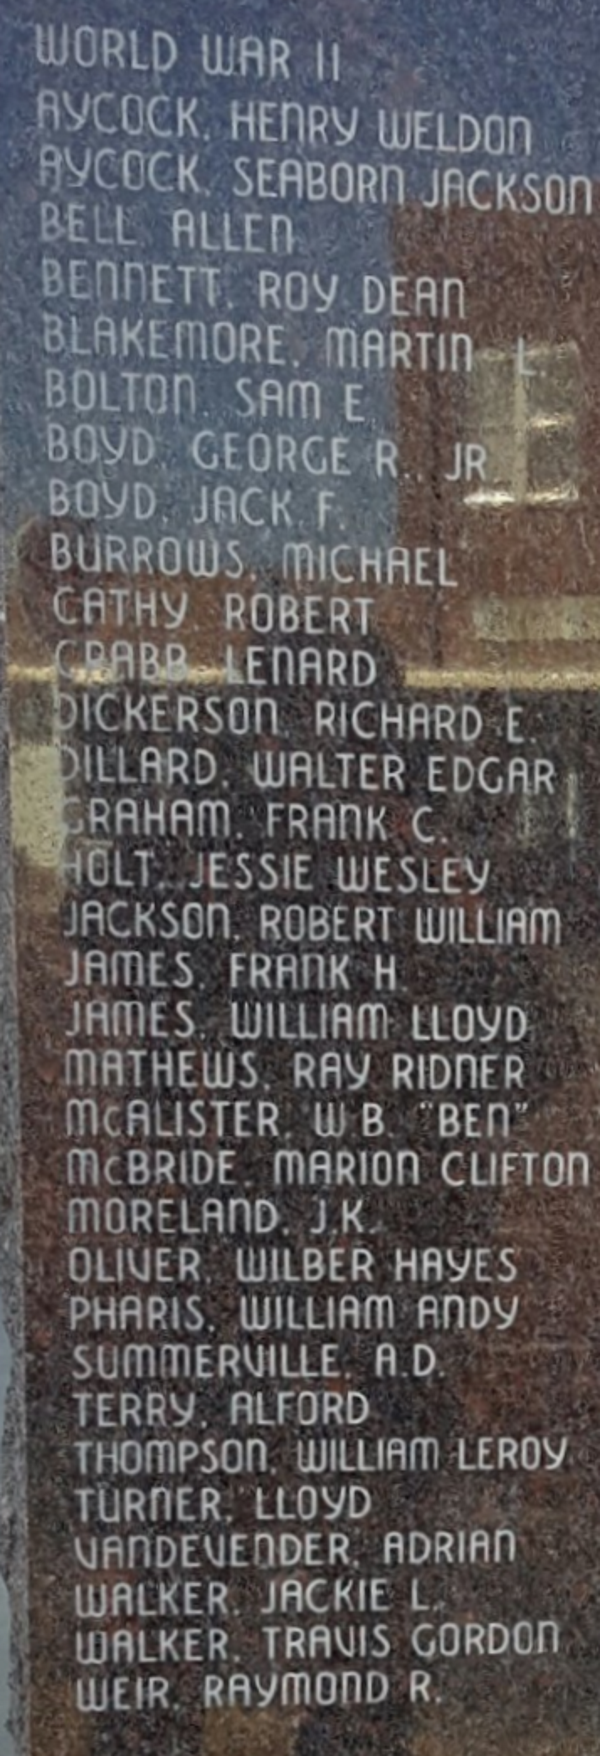 WORLD WAR II
AYCOCK, HENRY WELDON
AYCOCK, SEABORN JACKSON
BELL, ALLEN
BENNETT, ROY DEAN
BLAKEMORE, MARTIN L.
BOLTON, SAM E.
BOYD, GEORGE R., JR.
BOYD, JACK F.
BURROWS, MICHAEL
CATHY, ROBERT
CRABB, LENARD
DICKERSON, RICHARD E.
DILLARD, WALTER EDGAR
GRAHAM, FRANK C.
HOLT, JESSIE WESLEY
JACKSON, ROBERT WILLIAM
JAMES, FRANK H.
JAMES, WILLIAM LLOYD
MATHEWS, RAY RIDNER
McALISTER, W.B. "BEN"
McBRIDE, MARION CLIFTON
MORELAND, J.K.
OLIVER, WILBER HAYES
PHARIS, WILLIAM ANDY
SUMMERVILLE, A.D.
TERRY, ALFORD
THOMPSON, WILLIAM LEROY
TURNER, LLOYD
VANDEVENDER, ADRIAN
WALKER, JACKIE L.
WALKER, TRAVIS GORDON
WEIR, RAYMOND R.